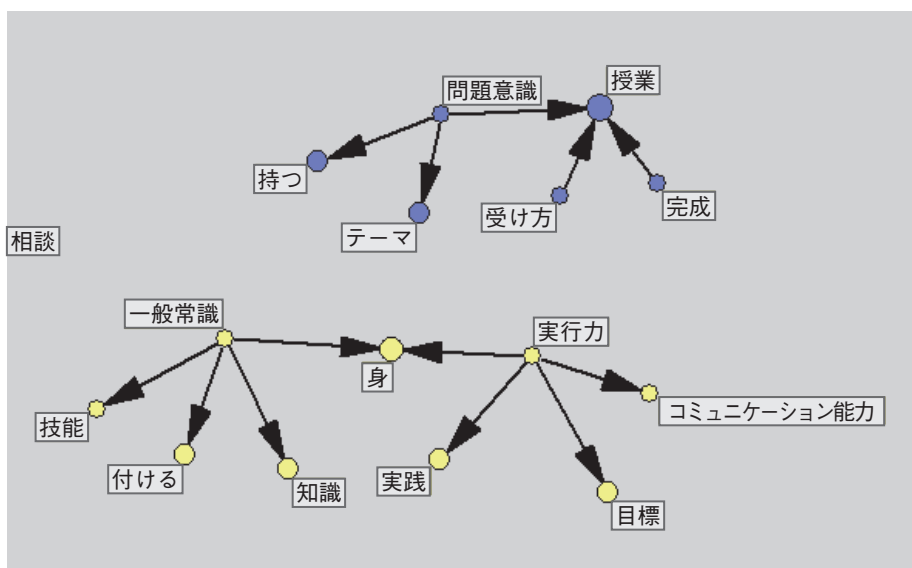 授業
問題意識
持つ
受け方
完成
テーマ
相談
一般常識
実行力
身
コミュニケーション能力
技能
付ける
知識
実践
目標